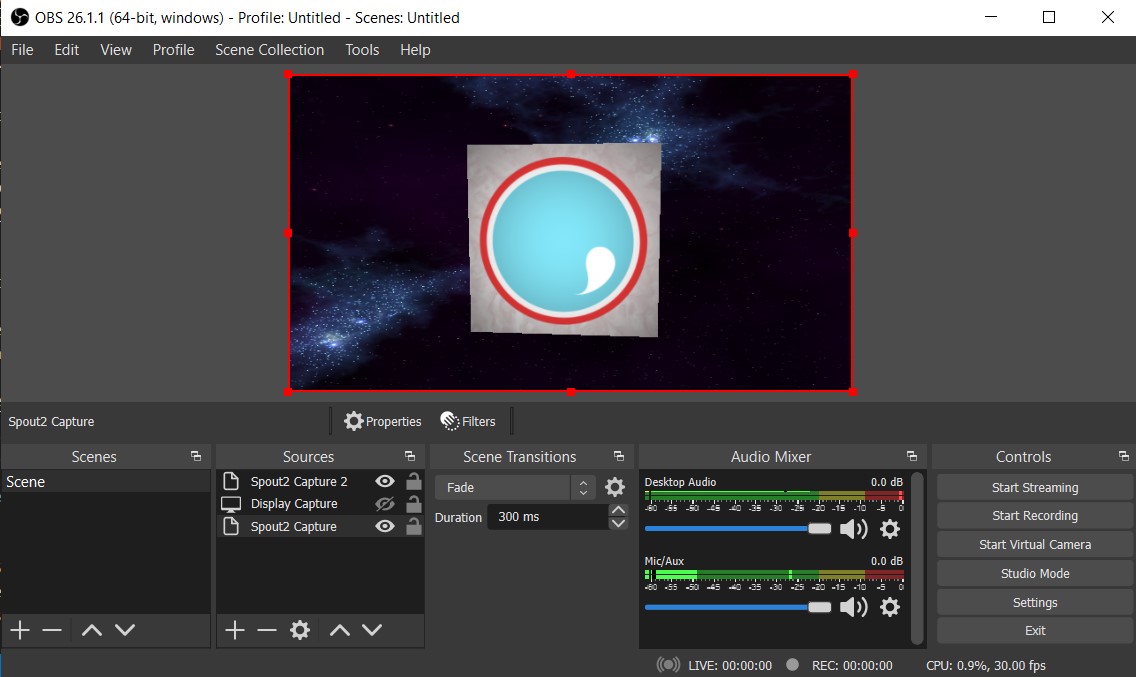 OBS 26.1.1 (64-bit, windows) - Profile: Untitled - Scenes: Untitled
File Edit View Profile Scene Collection Tools Help
Spout2 Capture
Properties
Filters
Scenes
Scene
Sources
Spout2 Capture 2
Display Capture
Spout2 Capture
Scene Transitions
Fade
Duration 300 ms
Audio Mixer
Desktop Audio 0.0 dB
-60 -55 -50 -45 -40 -35 -30 -25 -20 -15 -10 -5 0
Mic/Aux 0.0 dB
-60 -55 -50 -45 -40 -35 -30 -25 -20 -15 -10 -5 0
Controls
Start Streaming
Start Recording
Start Virtual Camera
Studio Mode
Settings
Exit
LIVE: 00:00:00 REC: 00:00:00 CPU: 0.9%, 30.00 fps